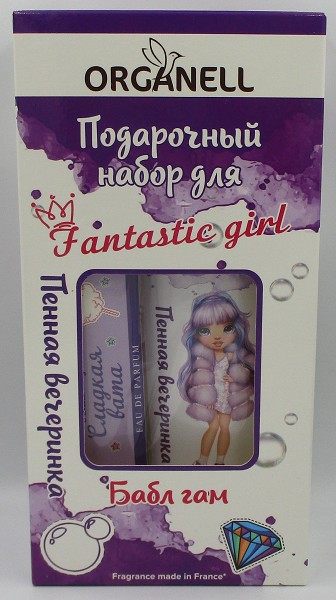 ORGANELL
Подарочный
набор для
Fantastic girl
Пенная вечеринка
Сладкая
вата
EAU DE PARFUM
Пенная вечеринка
Бабл гам
Fragrance made in France*